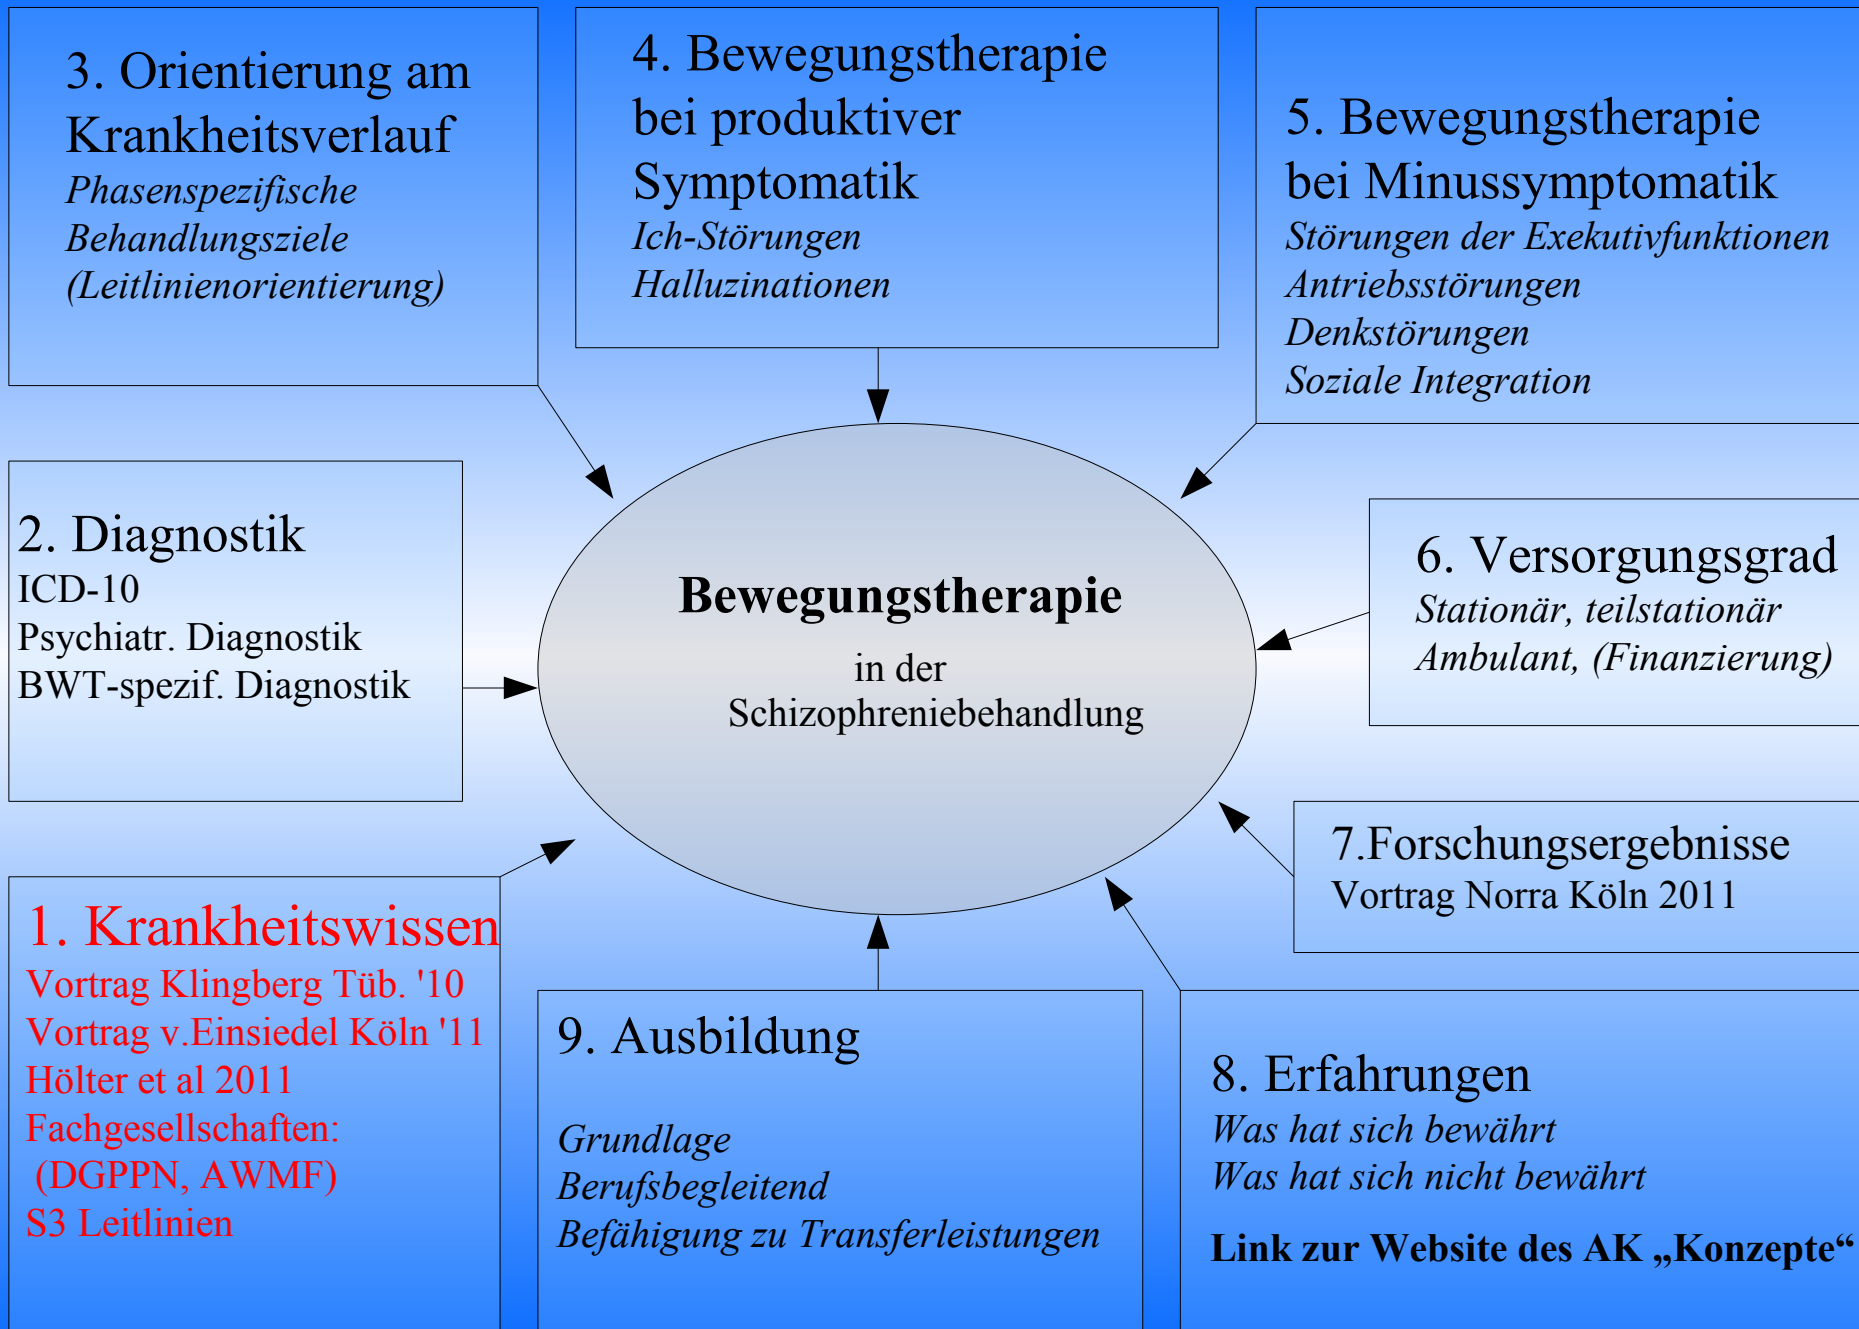 3. Orientierung am
Krankheitsverlauf
Phasenspezifische
Behandlungsziele
(Leitlinienorientierung)
4. Bewegungstherapie
bei produktiver
Symptomatik
Ich-Störungen
Halluzinationen
5. Bewegungstherapie
bei Minussymptomatik
Störungen der Exekutivfunktionen
Antriebsstörungen
Denkstörungen
Soziale Integration
2. Diagnostik
ICD-10
Psychiatr. Diagnostik
BWT-spezif. Diagnostik
Bewegungstherapie
in der
Schizophreniebehandlung
6. Versorgungsgrad
Stationär, teilstationär
Ambulant, (Finanzierung)
7.Forschungsergebnisse
Vortrag Norra Köln 2011
1. Krankheitswissen
Vortrag Klingberg Tüb. '10
Vortrag v.Einsiedel Köln '11
Hölter et al 2011
Fachgesellschaften:
(DGPPN, AWMF)
S3 Leitlinien
9. Ausbildung
Grundlage
Berufsbegleitend
Befähigung zu Transferleistungen
8. Erfahrungen
Was hat sich bewährt
Was hat sich nicht bewährt
Link zur Website des AK „Konzepte“